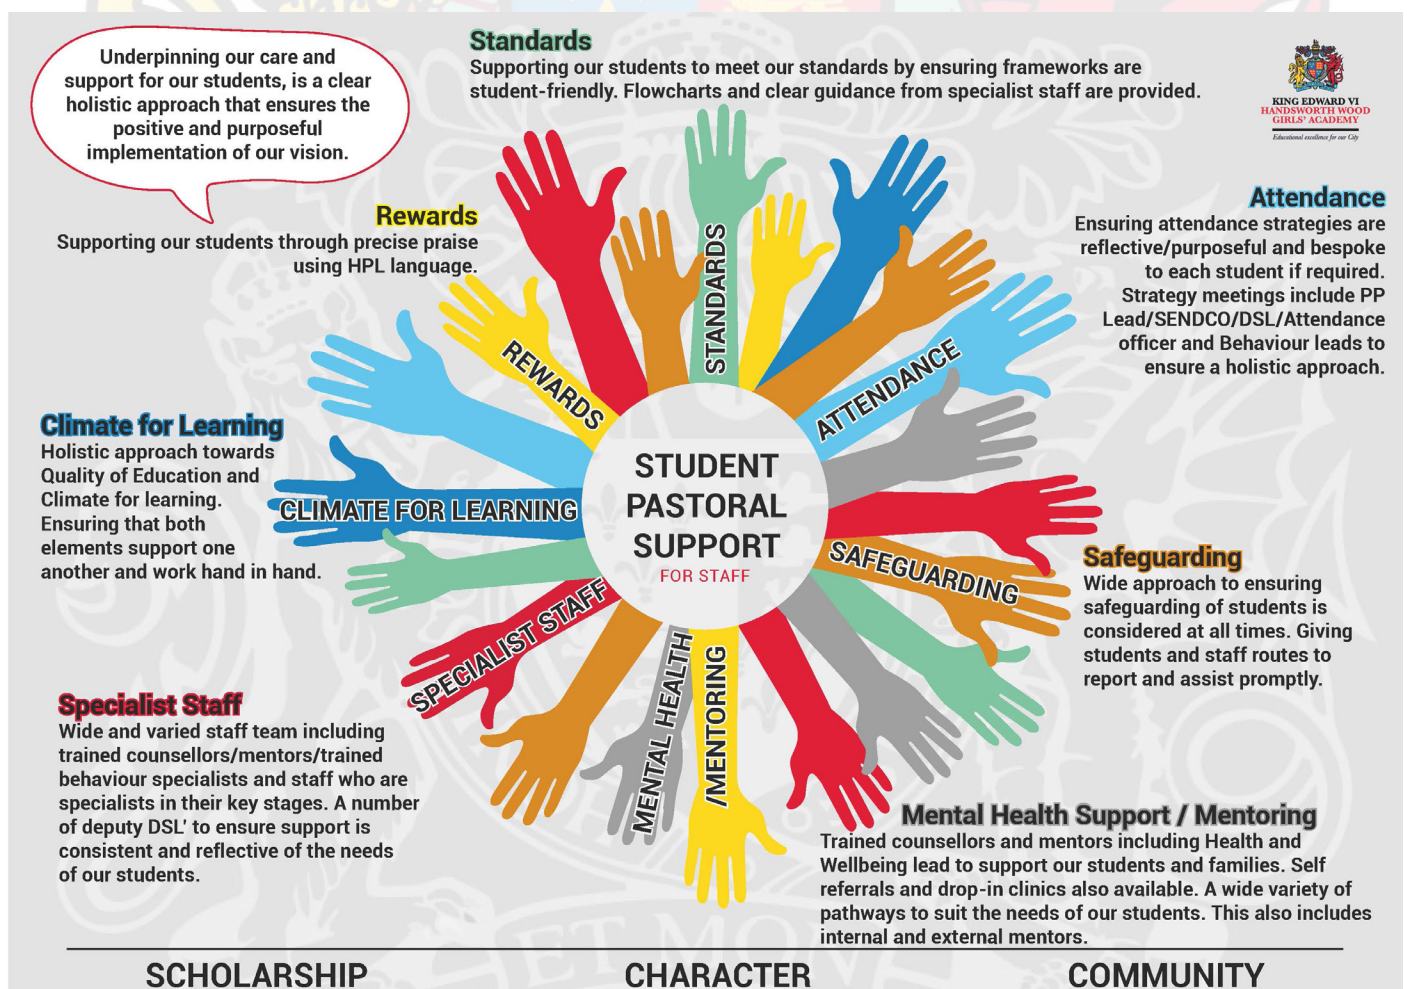 Underpinning our care and
support for our students, is a clear
holistic approach that ensures the
positive and purposeful
implementation of our vision.
Standards
Supporting our students to meet our standards by ensuring frameworks are
student-friendly. Flowcharts and clear guidance from specialist staff are provided.
KING EDWARD VI
HANDSWORTH WOOD
GIRLS' ACADEMY
Educational excellence for our City
Rewards
Supporting our students through precise praise
using HPL language.
Attendance
Ensuring attendance strategies are
reflective/purposeful and bespoke
to each student if required.
Strategy meetings include PP
Lead/SENDCO/DSL/Attendance
officer and Behaviour leads to
ensure a holistic approach.
STANDARDS
REWARDS
ATTENDANCE
Climate for Learning
Holistic approach towards
Quality of Education and
Climate for learning.
Ensuring that both
elements support one
another and work hand in hand.
CLIMATE FOR LEARNING
STUDENT
PASTORAL
SUPPORT
FOR STAFF
SAFEGUARDING
Safeguarding
Wide approach to ensuring
safeguarding of students is
considered at all times. Giving
students and staff routes to
report and assist promptly.
SPECIALIST STAFF
MENTAL HEALTH
/MENTORING
Specialist Staff
Wide and varied staff team including
trained counsellors/mentors/trained
behaviour specialists and staff who are
specialists in their key stages. A number
of deputy DSL' to ensure support is
consistent and reflective of the needs
of our students.
Mental Health Support / Mentoring
Trained counsellors and mentors including Health and
Wellbeing lead to support our students and families. Self
referrals and drop-in clinics also available. A wide variety of
pathways to suit the needs of our students. This also includes
internal and external mentors.
ET MON
SCHOLARSHIP
CHARACTER
COMMUNITY